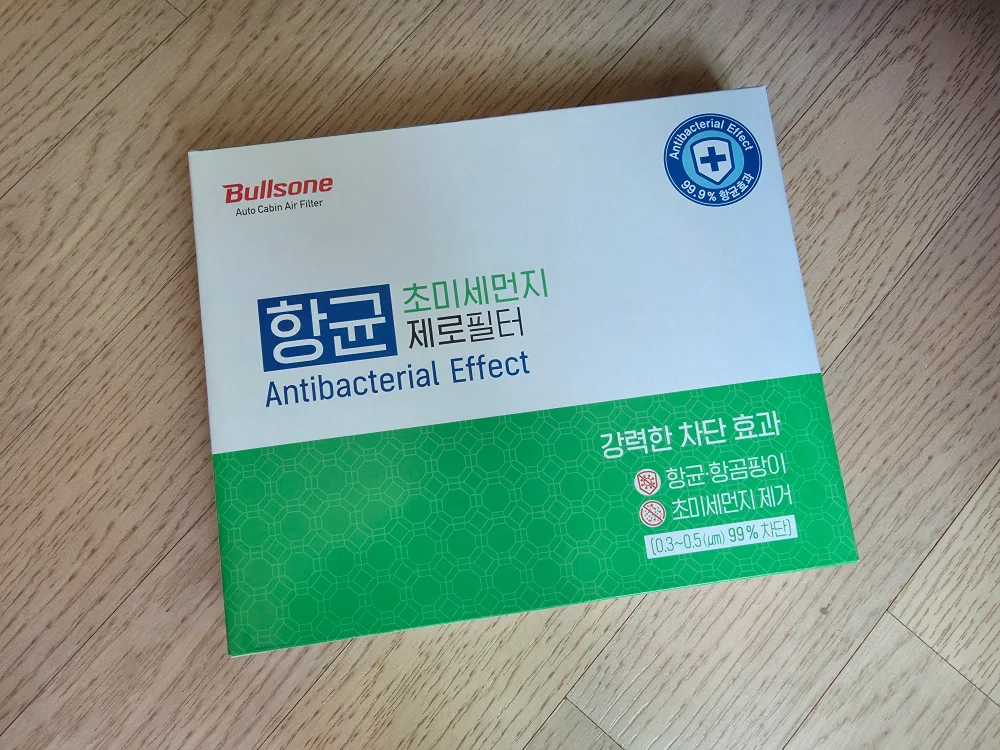 Bullsone
Auto Cabin Air Filter
Antibacterial Effect
99.9% 항균효과
항균 초미세먼지
제로필터
Antibacterial Effect
강력한 차단 효과
항균·항곰팡이
초미세먼지 제거
[0.3~0.5(㎛) 99% 차단]